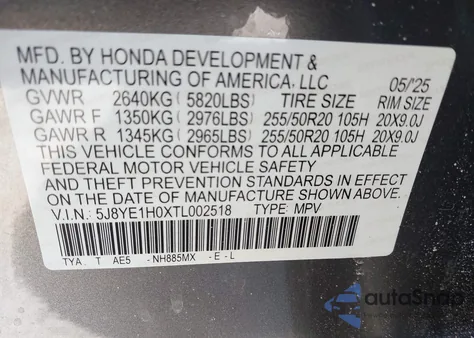 MFD. BY HONDA DEVELOPMENT &
MANUFACTURING OF AMERICA, LLC 05/'25
GVWR 2640KG (5820LBS) TIRE SIZE RIM SIZE
GAWR F 1350KG (2976LBS) 255/50R20 105H 20X9.0J
GAWR R 1345KG (2965LBS) 255/50R20 105H 20X9.0J
THIS VEHICLE CONFORMS TO ALL APPLICABLE
FEDERAL MOTOR VEHICLE SAFETY
AND THEFT PREVENTION STANDARDS IN EFFECT
ON THE DATE OF MANUFACTURE SHOWN ABOVE.
V.I.N.: 5J8YE1H0XTL002518 TYPE: MPV
TYA. T AE5 -NH885MX -E-L
autoSnap